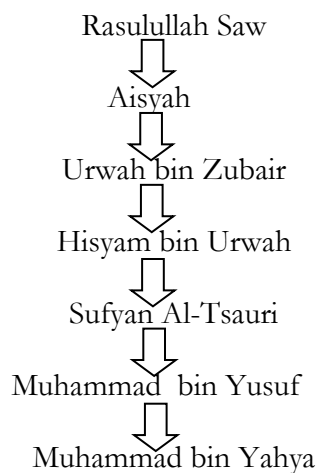 Rasulullah Saw
Aisyah
Urwah bin Zubair
Hisyam bin Urwah
Sufyan Al-Tsauri
Muhammad bin Yusuf
Muhammad bin Yahya